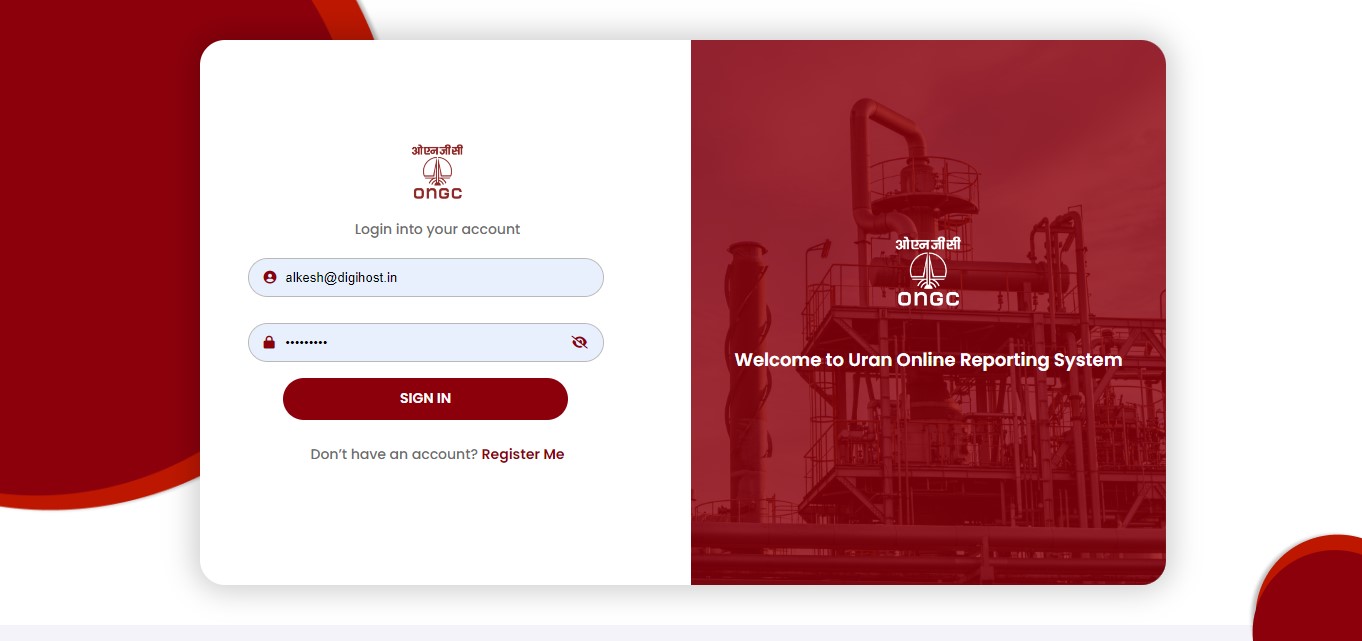 ओएनजीसी
ONGC
Login into your account
alkesh@digihost.in
•••••••••
SIGN IN
Don’t have an account? Register Me
ओएनजीसी
ONGC
Welcome to Uran Online Reporting System